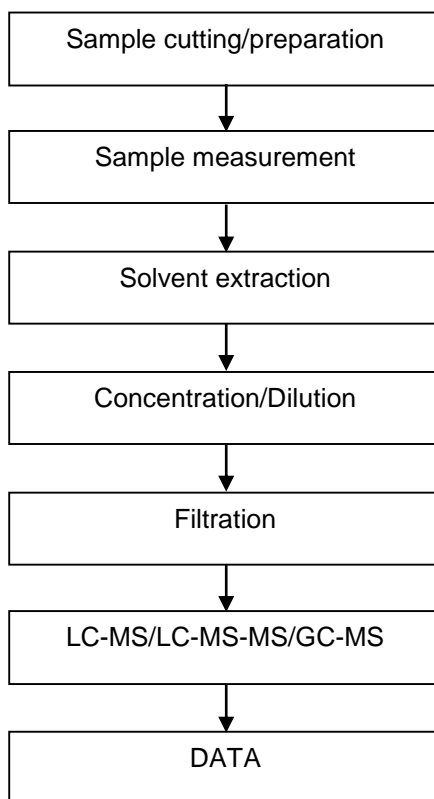 Sample cutting/preparation
Sample measurement
Solvent extraction
Concentration/Dilution
Filtration
LC-MS/LC-MS-MS/GC-MS
DATA